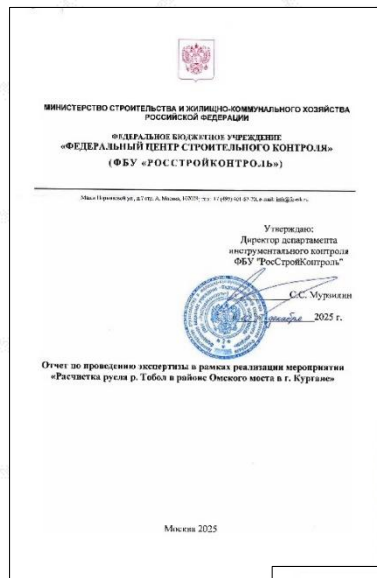 МИНИСТЕРСТВО СТРОИТЕЛЬСТВА И ЖИЛИЩНО-КОММУНАЛЬНОГО ХОЗЯЙСТВА
РОССИЙСКОЙ ФЕДЕРАЦИИ
ФЕДЕРАЛЬНОЕ БЮДЖЕТНОЕ УЧРЕЖДЕНИЕ
«ФЕДЕРАЛЬНЫЙ ЦЕНТР СТРОИТЕЛЬНОГО КОНТРОЛЯ»
(ФБУ «РОССТРОЙКОНТРОЛЬ»)
Утверждаю:
Директор департамента
инструментального контроля
ФБУ "РосСтройКонтроль"
С.С.
декабря 2025 г.
Отчет по проведению экспертизы в рамках реализации мероприятия
«Расчистка русла р. Тобол в районе Омского моста в г. Кургане»
Москва 2025